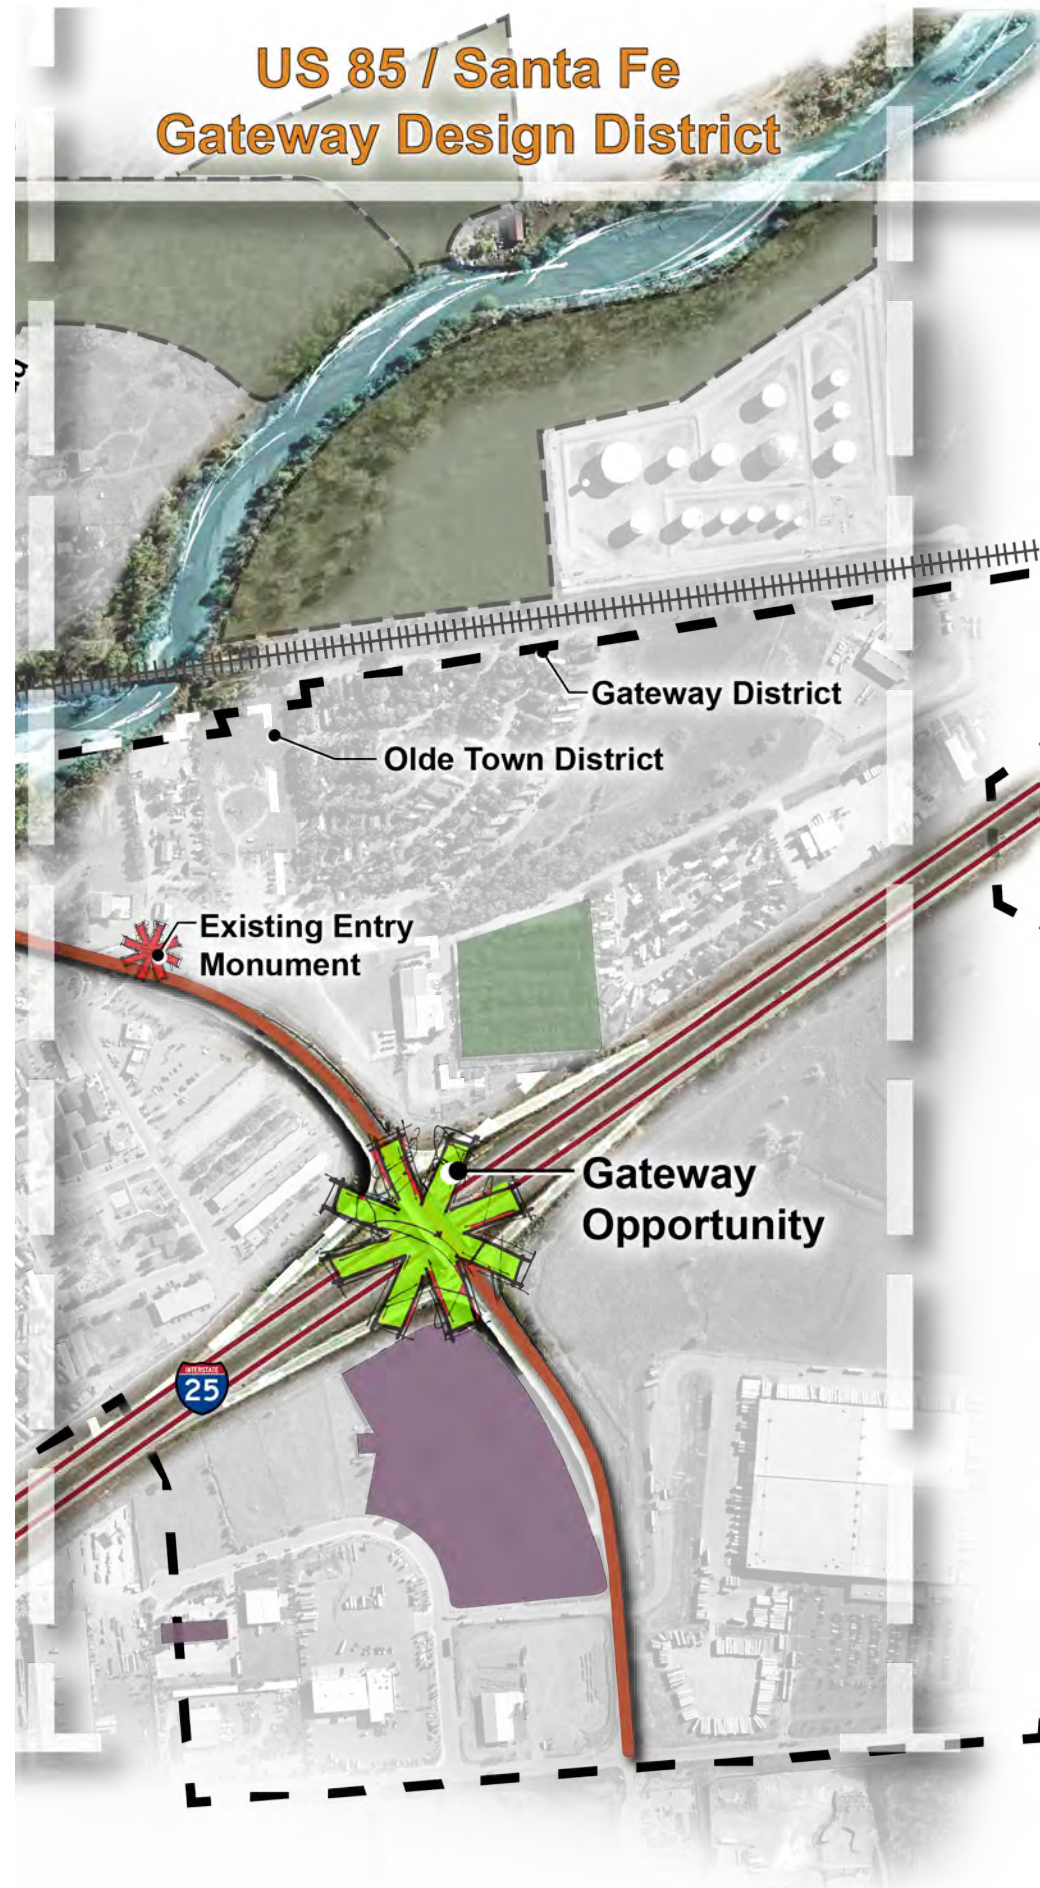 US 85 / Santa Fe
Gateway Design District
Gateway District
Olde Town District
Existing Entry
Monument
Gateway
Opportunity
INTERSTATE
25